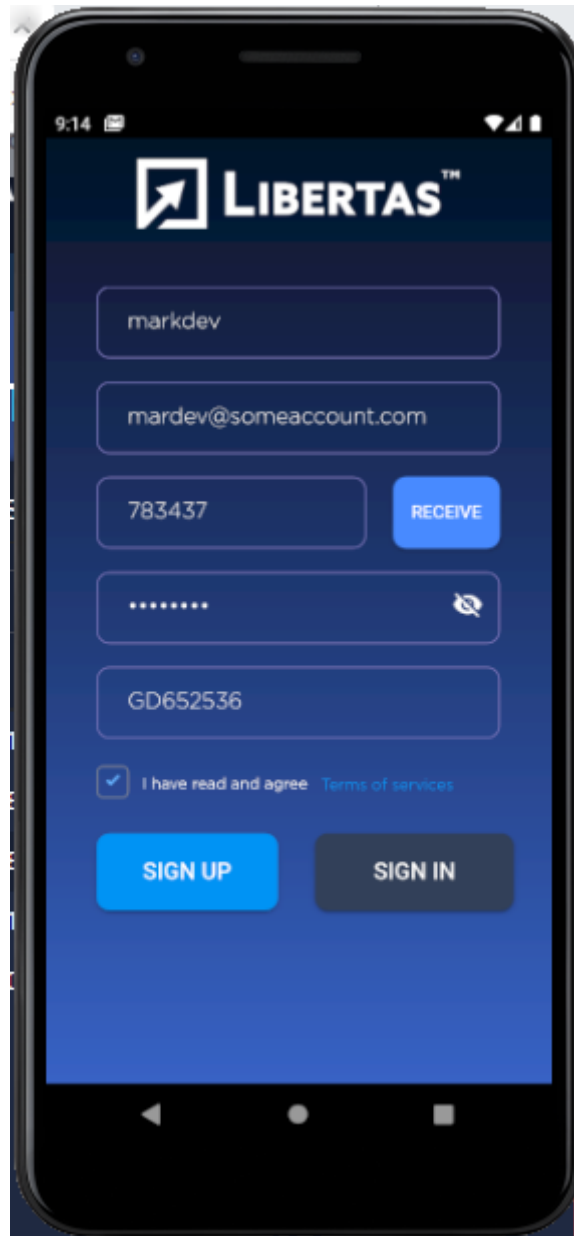 9:14
LIBERTAS™
markdev
mardev@someaccount.com
783437
RECEIVE
••••••••
GD652536
I have read and agree Terms of services
SIGN UP
SIGN IN